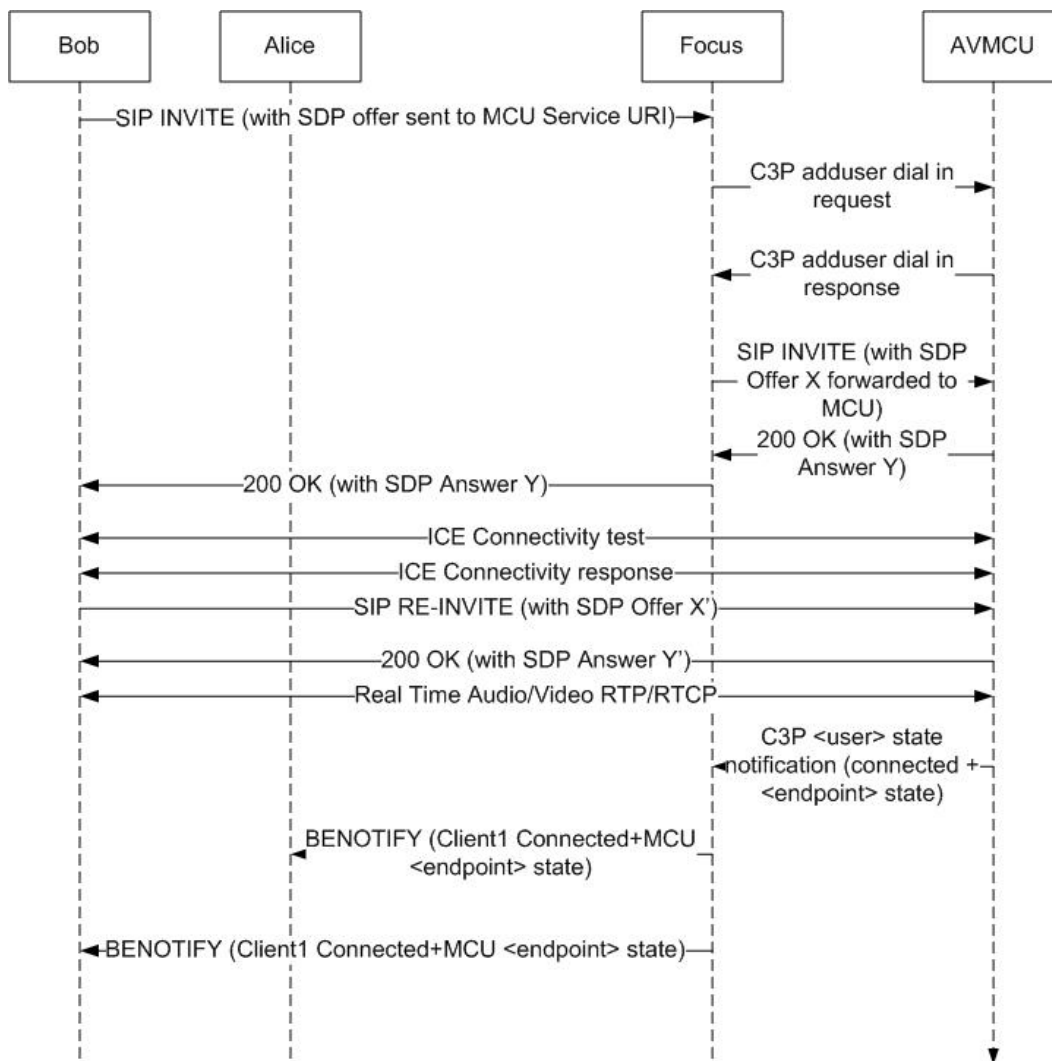 Bob
Alice
Focus
AVMCU
SIP INVITE (with SDP offer sent to MCU Service URI)
C3P adduser dial in
request
C3P adduser dial in
response
SIP INVITE (with SDP
Offer X forwarded to
MCU)
200 OK (with SDP
Answer Y)
200 OK (with SDP Answer Y)
ICE Connectivity test
ICE Connectivity response
SIP RE-INVITE (with SDP Offer X’)
200 OK (with SDP Answer Y’)
Real Time Audio/Video RTP/RTCP
C3P <user> state
notification (connected +
<endpoint> state)
BENOTIFY (Client1 Connected+MCU
<endpoint> state)
BENOTIFY (Client1 Connected+MCU <endpoint> state)